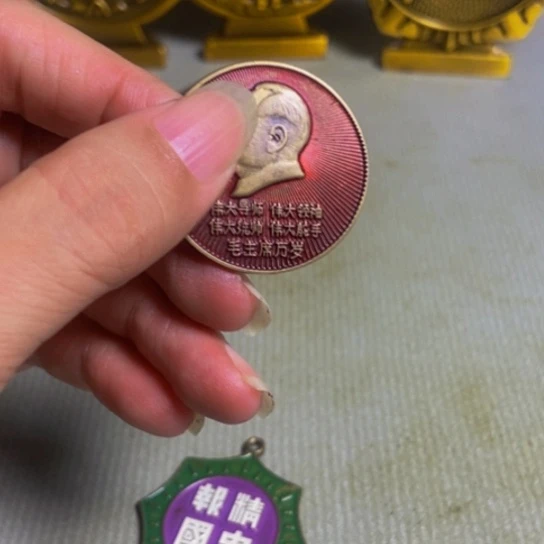 伟大导师 伟大领袖
伟大统帅 伟大舵手
毛主席万岁
報精
國